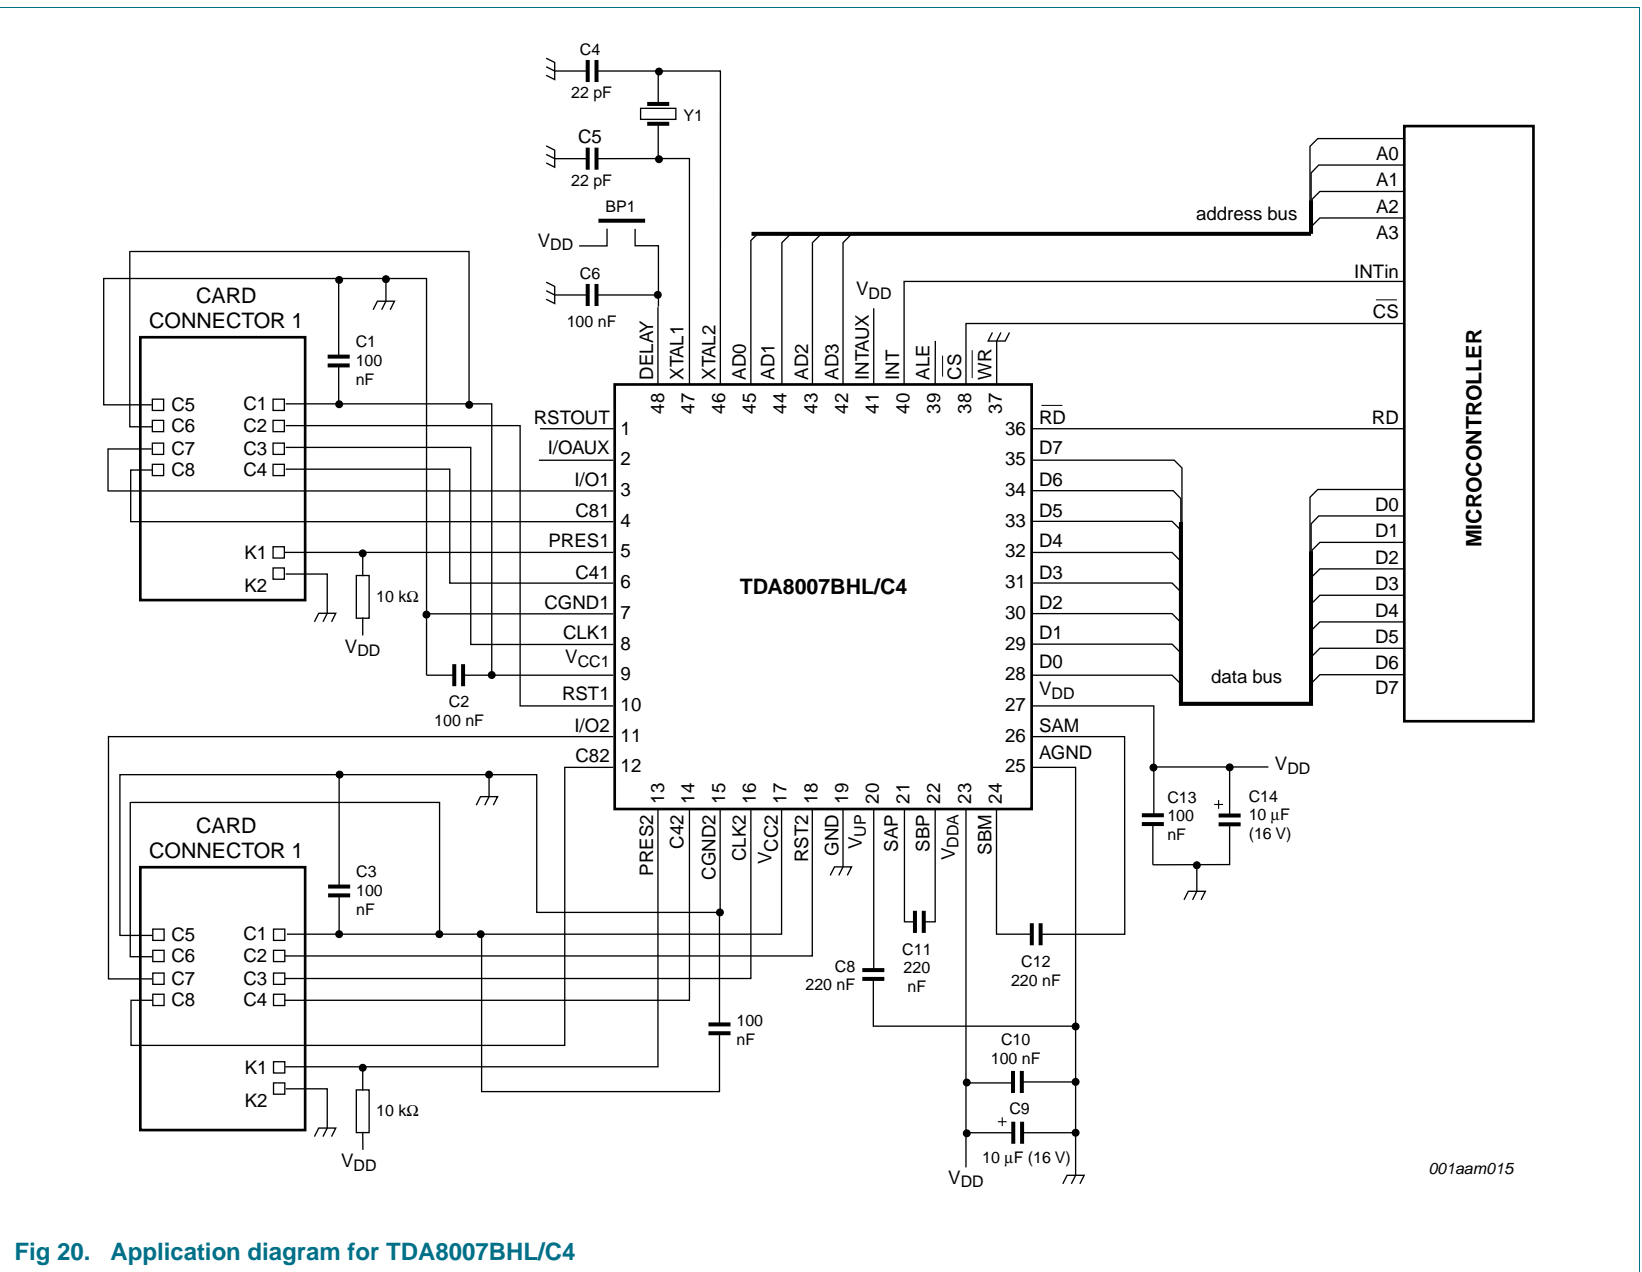 C4
22 pF
Y1
C5
22 pF
BP1
VDD
C6
100 nF
address bus
A0
A1
A2
A3
INTin
CS
RD
D0
D1
D2
D3
D4
D5
D6
D7
MICROCONTROLLER
data bus
VDD
CARD
CONNECTOR 1
C1
100
nF
C5
C6
C7
C8
C1
C2
C3
C4
K1
K2
10 kΩ
VDD
C2
100 nF
DELAY
XTAL1
XTAL2
AD0
AD1
AD2
AD3
INTAUX
INT
ALE
CS
WR
48
47
46
45
44
43
42
41
40
39
38
37
RSTOUT 1
I/OAUX 2
I/O1 3
C81 4
PRES1 5
C41 6
CGND1 7
CLK1 8
VCC1 9
RST1 10
I/O2 11
C82 12
TDA8007BHL/C4
36 RD
35 D7
34 D6
33 D5
32 D4
31 D3
30 D2
29 D1
28 D0
27 VDD
26 SAM
25 AGND
13
14
15
16
17
18
19
20
21
22
23
24
PRES2
C42
CGND2
CLK2
VCC2
RST2
GND
VUP
SAP
SBP
VDDA
SBM
VDD
C13
100
nF
+
C14
10 μF
(16 V)
CARD
CONNECTOR 1
C3
100
nF
C5
C6
C7
C8
C1
C2
C3
C4
K1
K2
10 kΩ
VDD
100
nF
C8
220 nF
C11
220
nF
C12
220 nF
C10
100 nF
C9
+
10 μF (16 V)
VDD
001aam015
Fig 20. Application diagram for TDA8007BHL/C4